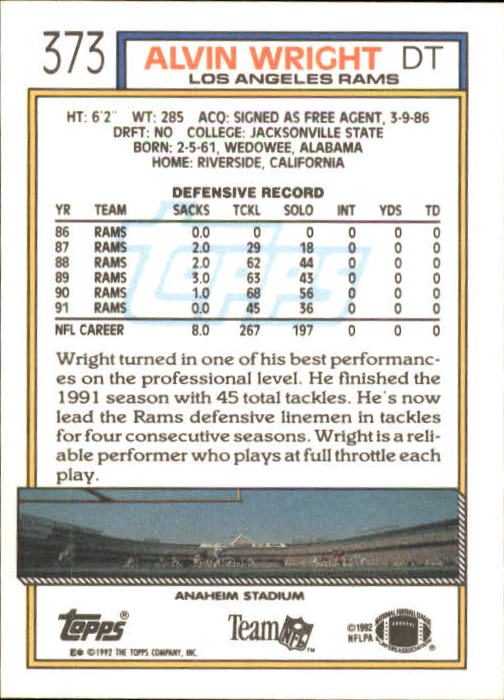 373 ALVIN WRIGHT DT
LOS ANGELES RAMS
HT: 6'2" WT: 285 ACQ: SIGNED AS FREE AGENT, 3-9-86
DRFT: NO COLLEGE: JACKSONVILLE STATE
BORN: 2-5-61, WEDOWEE, ALABAMA
HOME: RIVERSIDE, CALIFORNIA
DEFENSIVE RECORD
YR TEAM SACKS TCKL SOLO INT YDS TD
86 RAMS 0.0 0 0 0 0 0
87 RAMS 2.0 29 18 0 0 0
88 RAMS 2.0 62 44 0 0 0
89 RAMS 3.0 63 43 0 0 0
90 RAMS 1.0 68 56 0 0 0
91 RAMS 0.0 45 36 0 0 0
NFL CAREER 8.0 267 197 0 0 0
Topps
Wright turned in one of his best performanc-
es on the professional level. He finished the
1991 season with 45 total tackles. He's now
lead the Rams defensive linemen in tackles
for four consecutive seasons. Wright is a reli-
able performer who plays at full throttle each
play.
ANAHEIM STADIUM
Topps® Team NFL™ ©1992 NFLPA
E* ©1992 THE TOPPS COMPANY, INC.